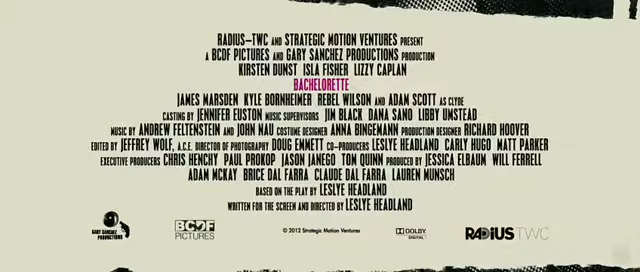 RADIUS-TWC AND STRATEGIC MOTION VENTURES PRESENT
A BCDF PICTURES AND GARY SANCHEZ PRODUCTIONS PRODUCTION
KIRSTEN DUNST ISLA FISHER LIZZY CAPLAN
BACHELORETTE
JAMES MARSDEN KYLE BORNHEIMER REBEL WILSON AND ADAM SCOTT AS CLYDE
CASTING BY JENNIFER EUSTON MUSIC SUPERVISORS JIM BLACK DANA SANO LIBBY UMSTEAD
MUSIC BY ANDREW FELTENSTEIN AND JOHN NAU COSTUME DESIGNER ANNA BINGEMANN PRODUCTION DESIGNER RICHARD HOOVER
EDITED BY JEFFREY WOLF, A.C.E. DIRECTOR OF PHOTOGRAPHY DOUG EMMETT CO-PRODUCERS LESLYE HEADLAND CARLY HUGO MATT PARKER
EXECUTIVE PRODUCERS CHRIS HENCHY PAUL PROKOP JASON JANEGO TOM QUINN PRODUCED BY JESSICA ELBAUM WILL FERRELL
ADAM MCKAY BRICE DAL FARRA CLAUDE DAL FARRA LAUREN MUNSCH
BASED ON THE PLAY BY LESLYE HEADLAND
WRITTEN FOR THE SCREEN AND DIRECTED BY LESLYE HEADLAND
GARY SANCHEZ PRODUCTIONS
BCDF PICTURES
© 2012 Strategic Motion Ventures
DOLBY DIGITAL
RADiUS TWC